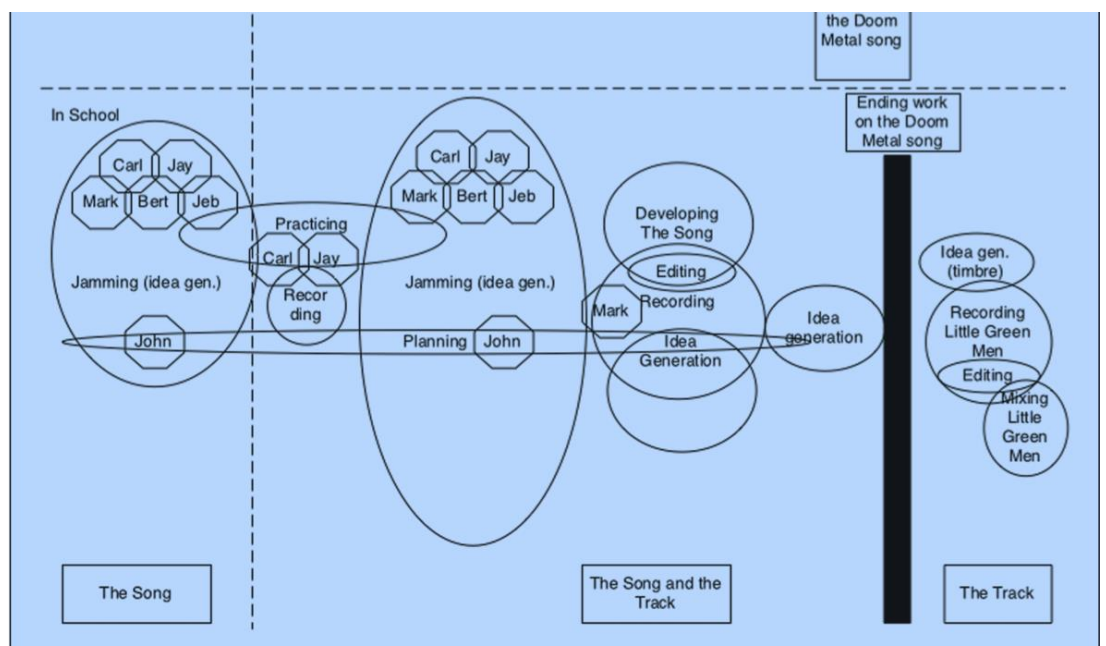 the Doom
Metal song
Ending work
on the Doom
Metal song
In School
Carl Jay
Mark Bert Jeb
Jamming (idea gen.)
John
Practicing
Carl Jay
Recor
ding
Carl Jay
Mark Bert Jeb
Jamming (idea gen.)
Planning John
Developing
The Song
Editing
Mark Recording
Idea
Generation
Idea
generation
Idea gen.
(timbre)
Recording
Little Green
Men
Editing
Mixing
Little
Green
Men
The Song
The Song and the
Track
The Track